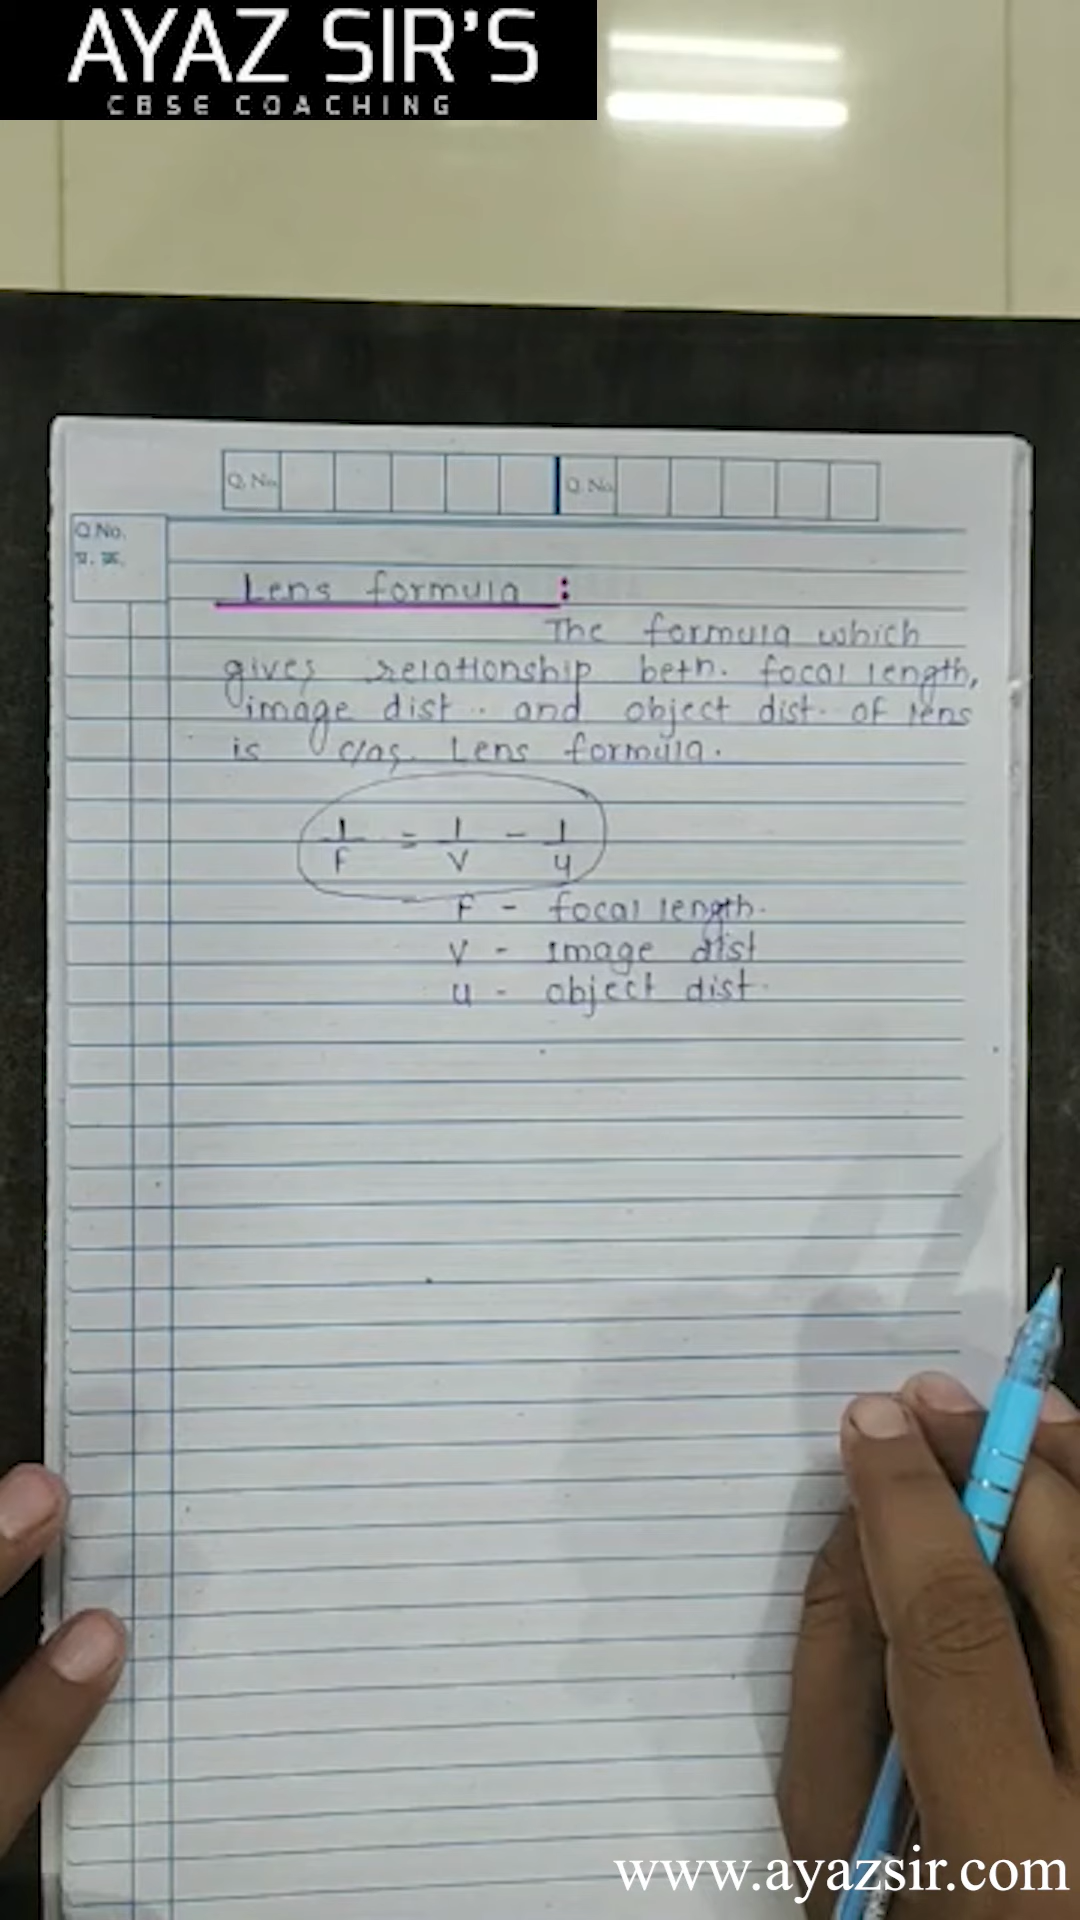 AYAZ SIR'S
CBSE COACHING
Q.No. Q.No.
Q.No.
प्र. क्र.
Lens formula :
The formula which
gives relationship betn. focal length,
image dist. and object dist. of lens
is c/as Lens formula.
1/F = 1/V - 1/u
F - focal length.
V - image dist
u - object dist.
www.ayazsir.com